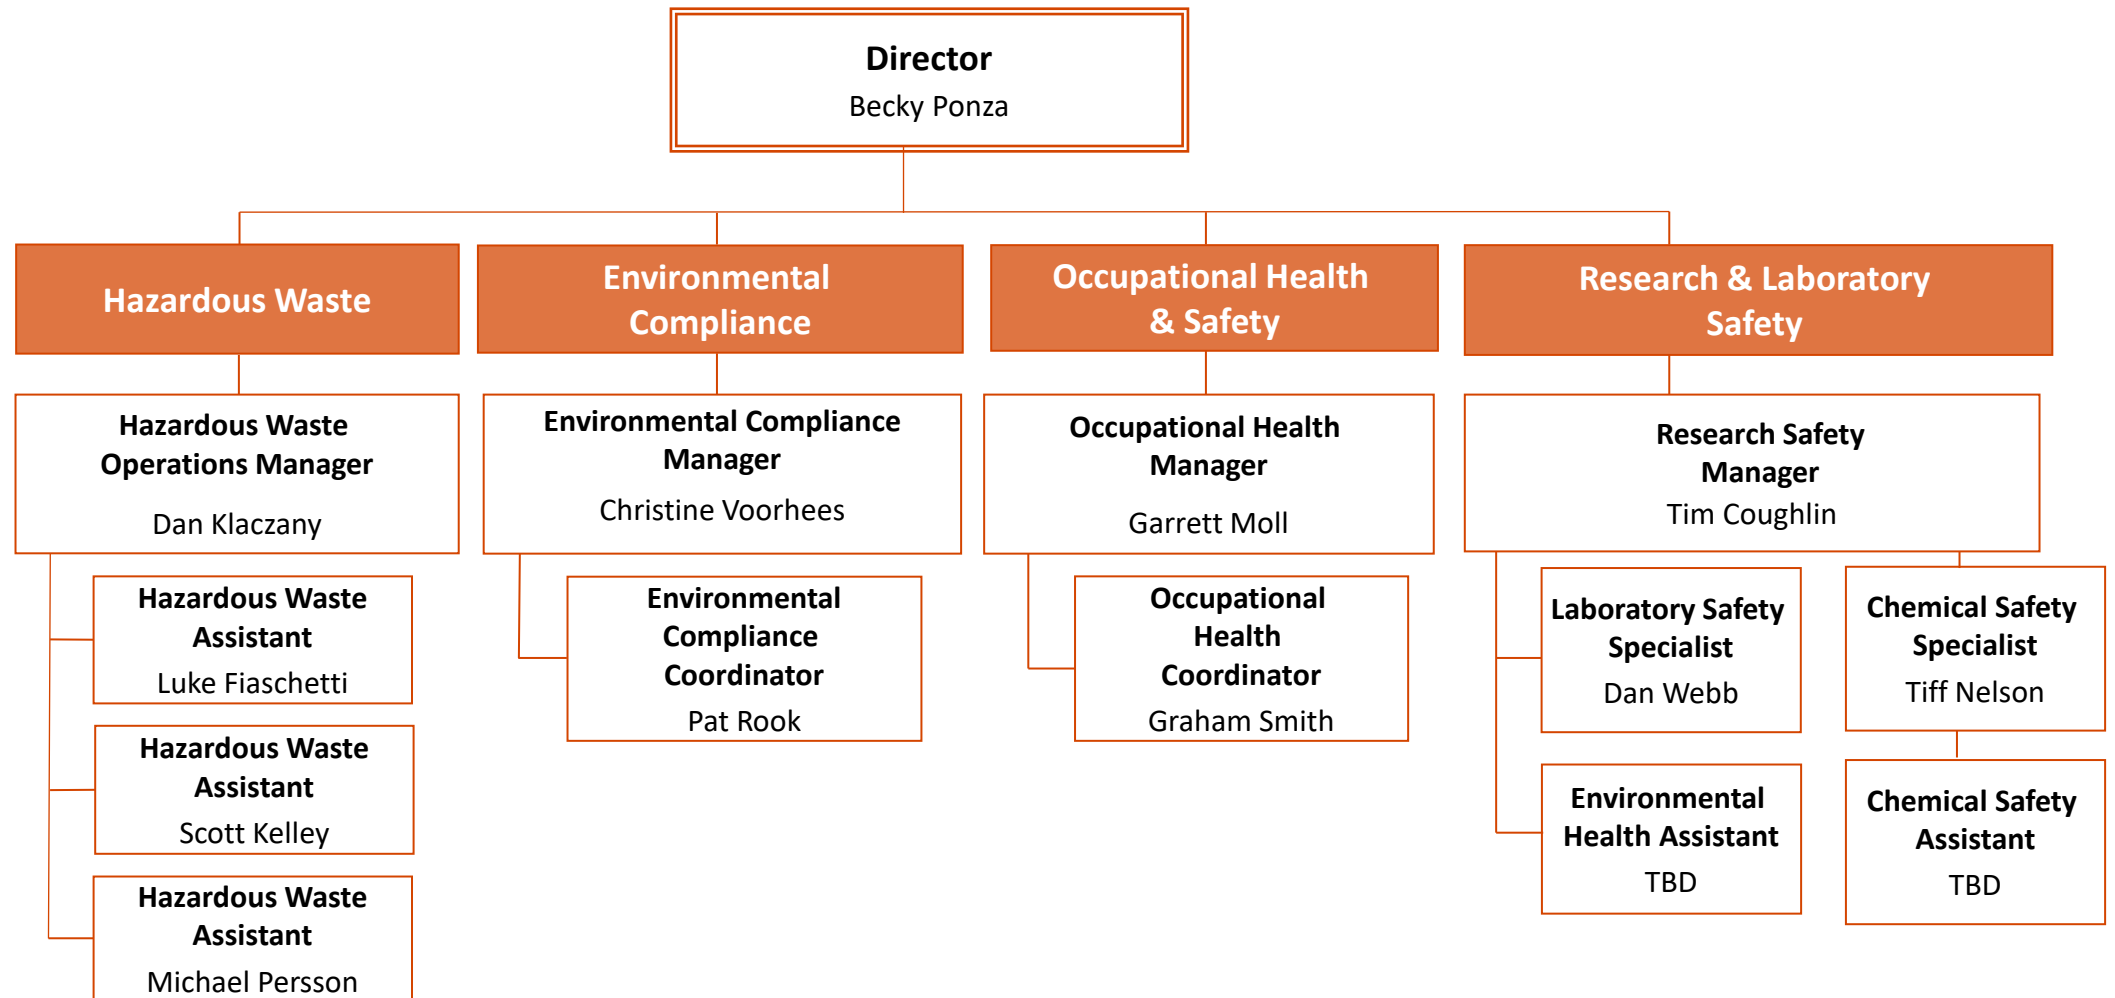 Director
Becky Ponza
Hazardous Waste
Environmental
Compliance
Occupational Health
& Safety
Research & Laboratory
Safety
Hazardous Waste
Operations Manager
Dan Klaczany
Environmental Compliance
Manager
Christine Voorhees
Occupational Health
Manager
Garrett Moll
Research Safety
Manager
Tim Coughlin
Hazardous Waste
Assistant
Luke Fiaschetti
Hazardous Waste
Assistant
Scott Kelley
Hazardous Waste
Assistant
Michael Persson
Environmental
Compliance
Coordinator
Pat Rook
Occupational
Health
Coordinator
Graham Smith
Laboratory Safety
Specialist
Dan Webb
Environmental
Health Assistant
TBD
Chemical Safety
Specialist
Tiff Nelson
Chemical Safety
Assistant
TBD